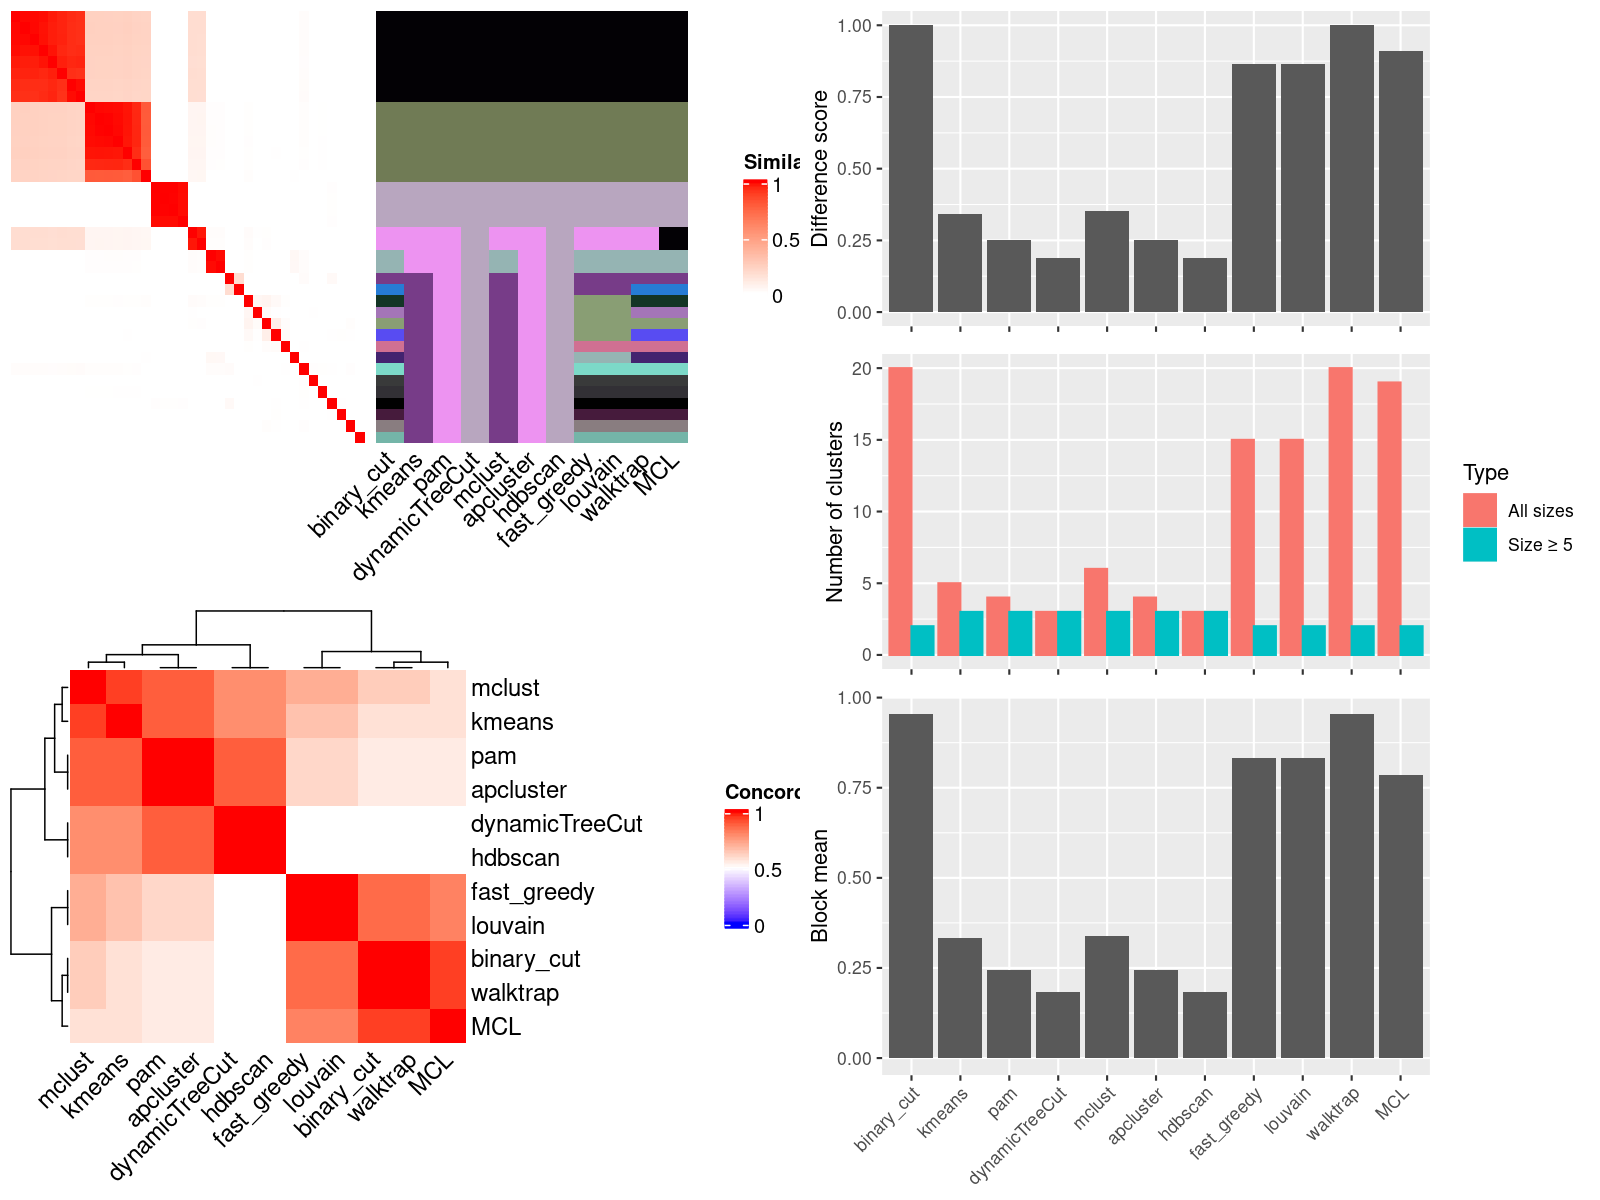 Simila
1
0.5
0
binary_cut
kmeans
pam
dynamicTreeCut
mclust
apcluster
hdbscan
fast_greedy
louvain
walktrap
MCL
mclust
kmeans
pam
apcluster
dynamicTreeCut
hdbscan
fast_greedy
louvain
binary_cut
walktrap
MCL
mclust
kmeans
pam
apcluster
dynamicTreeCut
hdbscan
fast_greedy
louvain
binary_cut
walktrap
MCL
Concord
1
0.5
0
Difference score
1.00
0.75
0.50
0.25
0.00
Number of clusters
20
15
10
5
0
Type
All sizes
Size ≥ 5
Block mean
1.00
0.75
0.50
0.25
0.00
binary_cut
kmeans
pam
dynamicTreeCut
mclust
apcluster
hdbscan
fast_greedy
louvain
walktrap
MCL